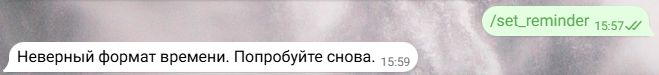 /set_reminder 15:57
Неверный формат времени. Попробуйте снова. 15:59